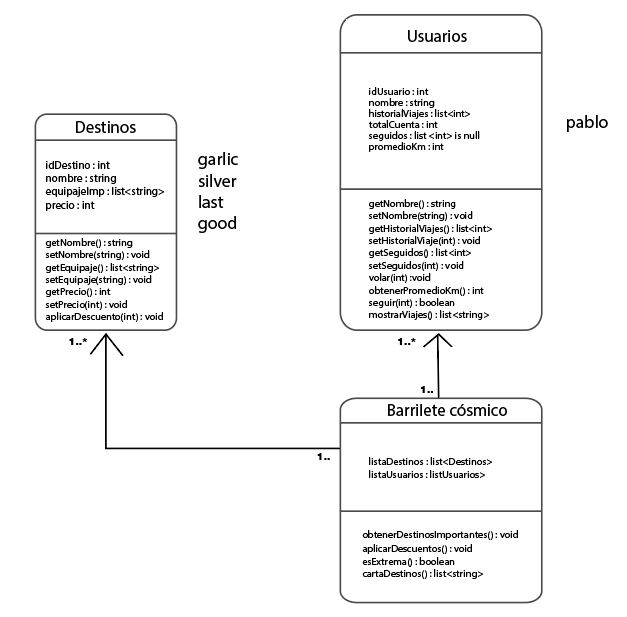 Usuarios
idUsuario : int
nombre : string
historialViajes : list<int>
totalCuenta : int
seguidos : list <int> is null
promedioKm : int
getNombre() : string
setNombre(string) : void
getHistorialViajes() : list<int>
setHistorialViaje(int) : void
getSeguidos() : list<int>
setSeguidos(int) : void
volar(int) :void
obtenerPromedioKm() : int
seguir(int) : boolean
mostrarViajes() : list<string>
pablo
Destinos
idDestino : int
nombre : string
equipajeImp : list<string>
precio : int
getNombre() : string
setNombre(string) : void
getEquipaje() : list<string>
setEquipaje(string) : void
getPrecio() : int
setPrecio(int) : void
aplicarDescuento(int) : void
garlic
silver
last
good
1..*
1..*
1..
1..
Barrilete cósmico
listaDestinos : list<Destinos>
listaUsuarios : listUsuarios>
obtenerDestinosImportantes() : void
aplicarDescuentos() : void
esExtrema() : boolean
cartaDestinos() : list<string>